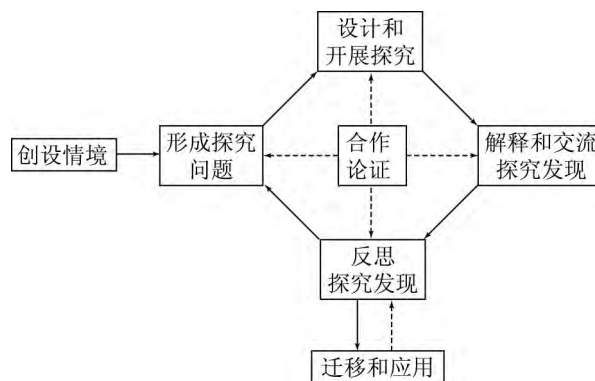 设计和
开展探究
创设情境
形成探究
问题
合作
论证
解释和交流
探究发现
反思
探究发现
迁移和应用